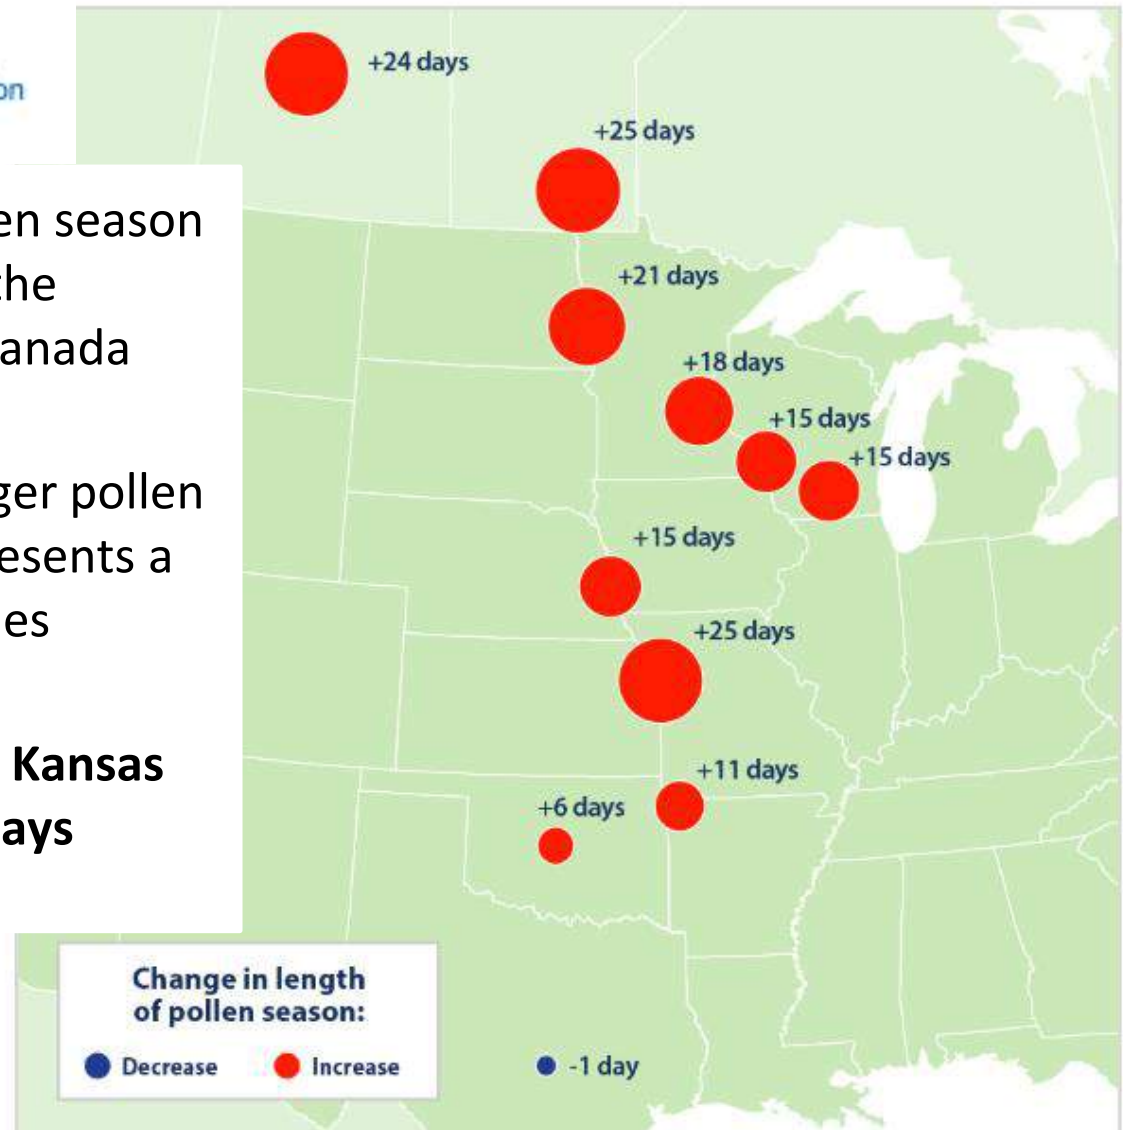 on
en season
the
anada
ger pollen
esents a
es
Kansas
ays
+24 days
+25 days
+21 days
+18 days
+15 days
+15 days
+15 days
+25 days
+11 days
+6 days
Change in length
of pollen season:
Decrease Increase
-1 day